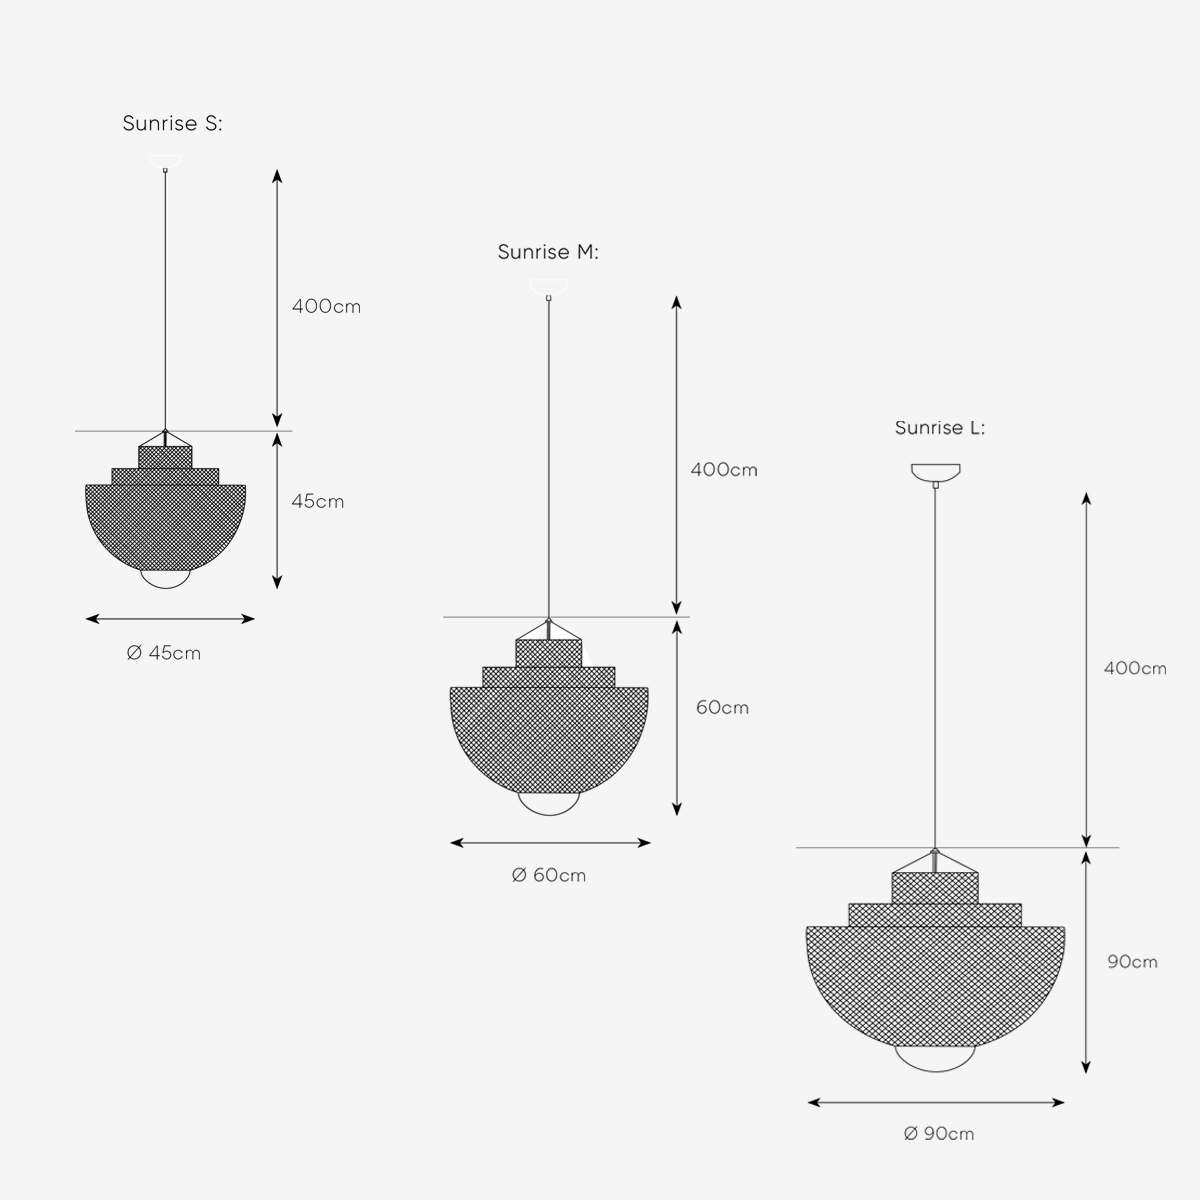 Sunrise S:
400cm
45cm
Ø 45cm
Sunrise M:
400cm
60cm
Ø 60cm
Sunrise L:
400cm
90cm
Ø 90cm